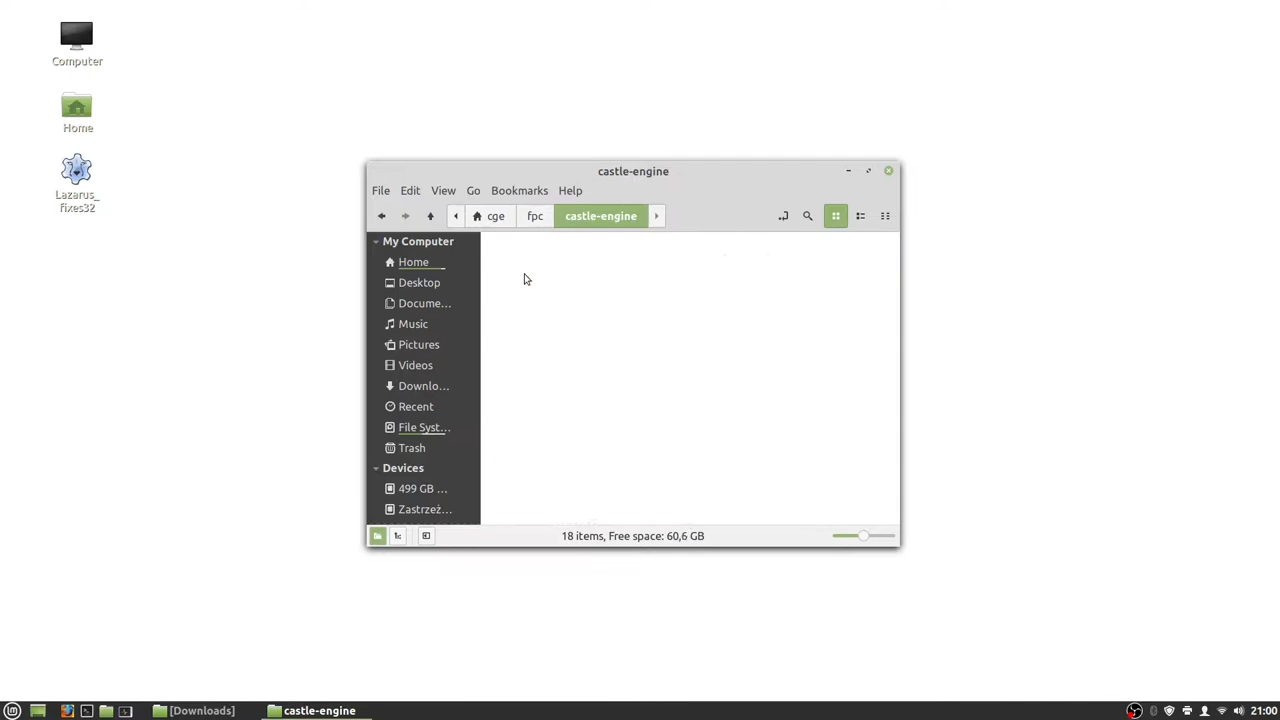 Computer
Home
Lazarus_
fixes32
castle-engine
File Edit View Go Bookmarks Help
cge fpc castle-engine
My Computer
Home
Desktop
Docume...
Music
Pictures
Videos
Downlo...
Recent
File Syst...
Trash
Devices
499 GB ...
Zastrzeż...
18 items, Free space: 60,6 GB
[Downloads] castle-engine 21:00